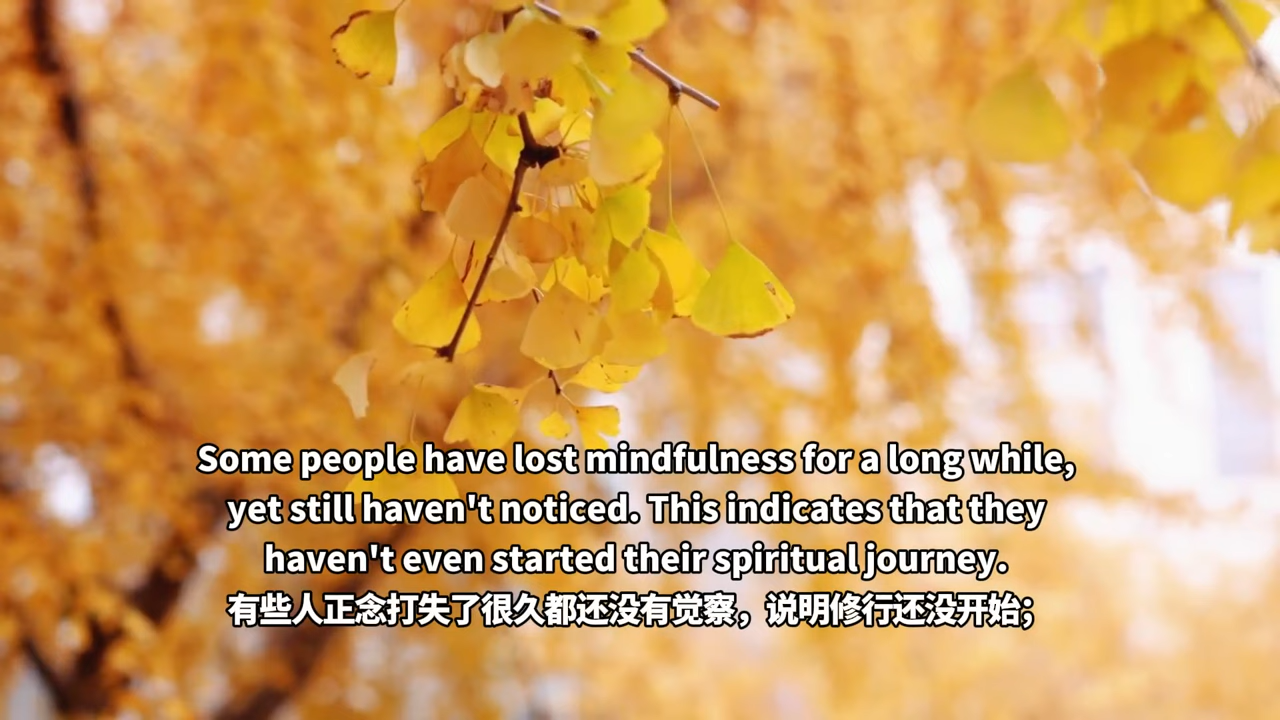 Some people have lost mindfulness for a long while,
yet still haven't noticed. This indicates that they
haven't even started their spiritual journey.
有些人正念打失了很久都还没有觉察，说明修行还没开始；